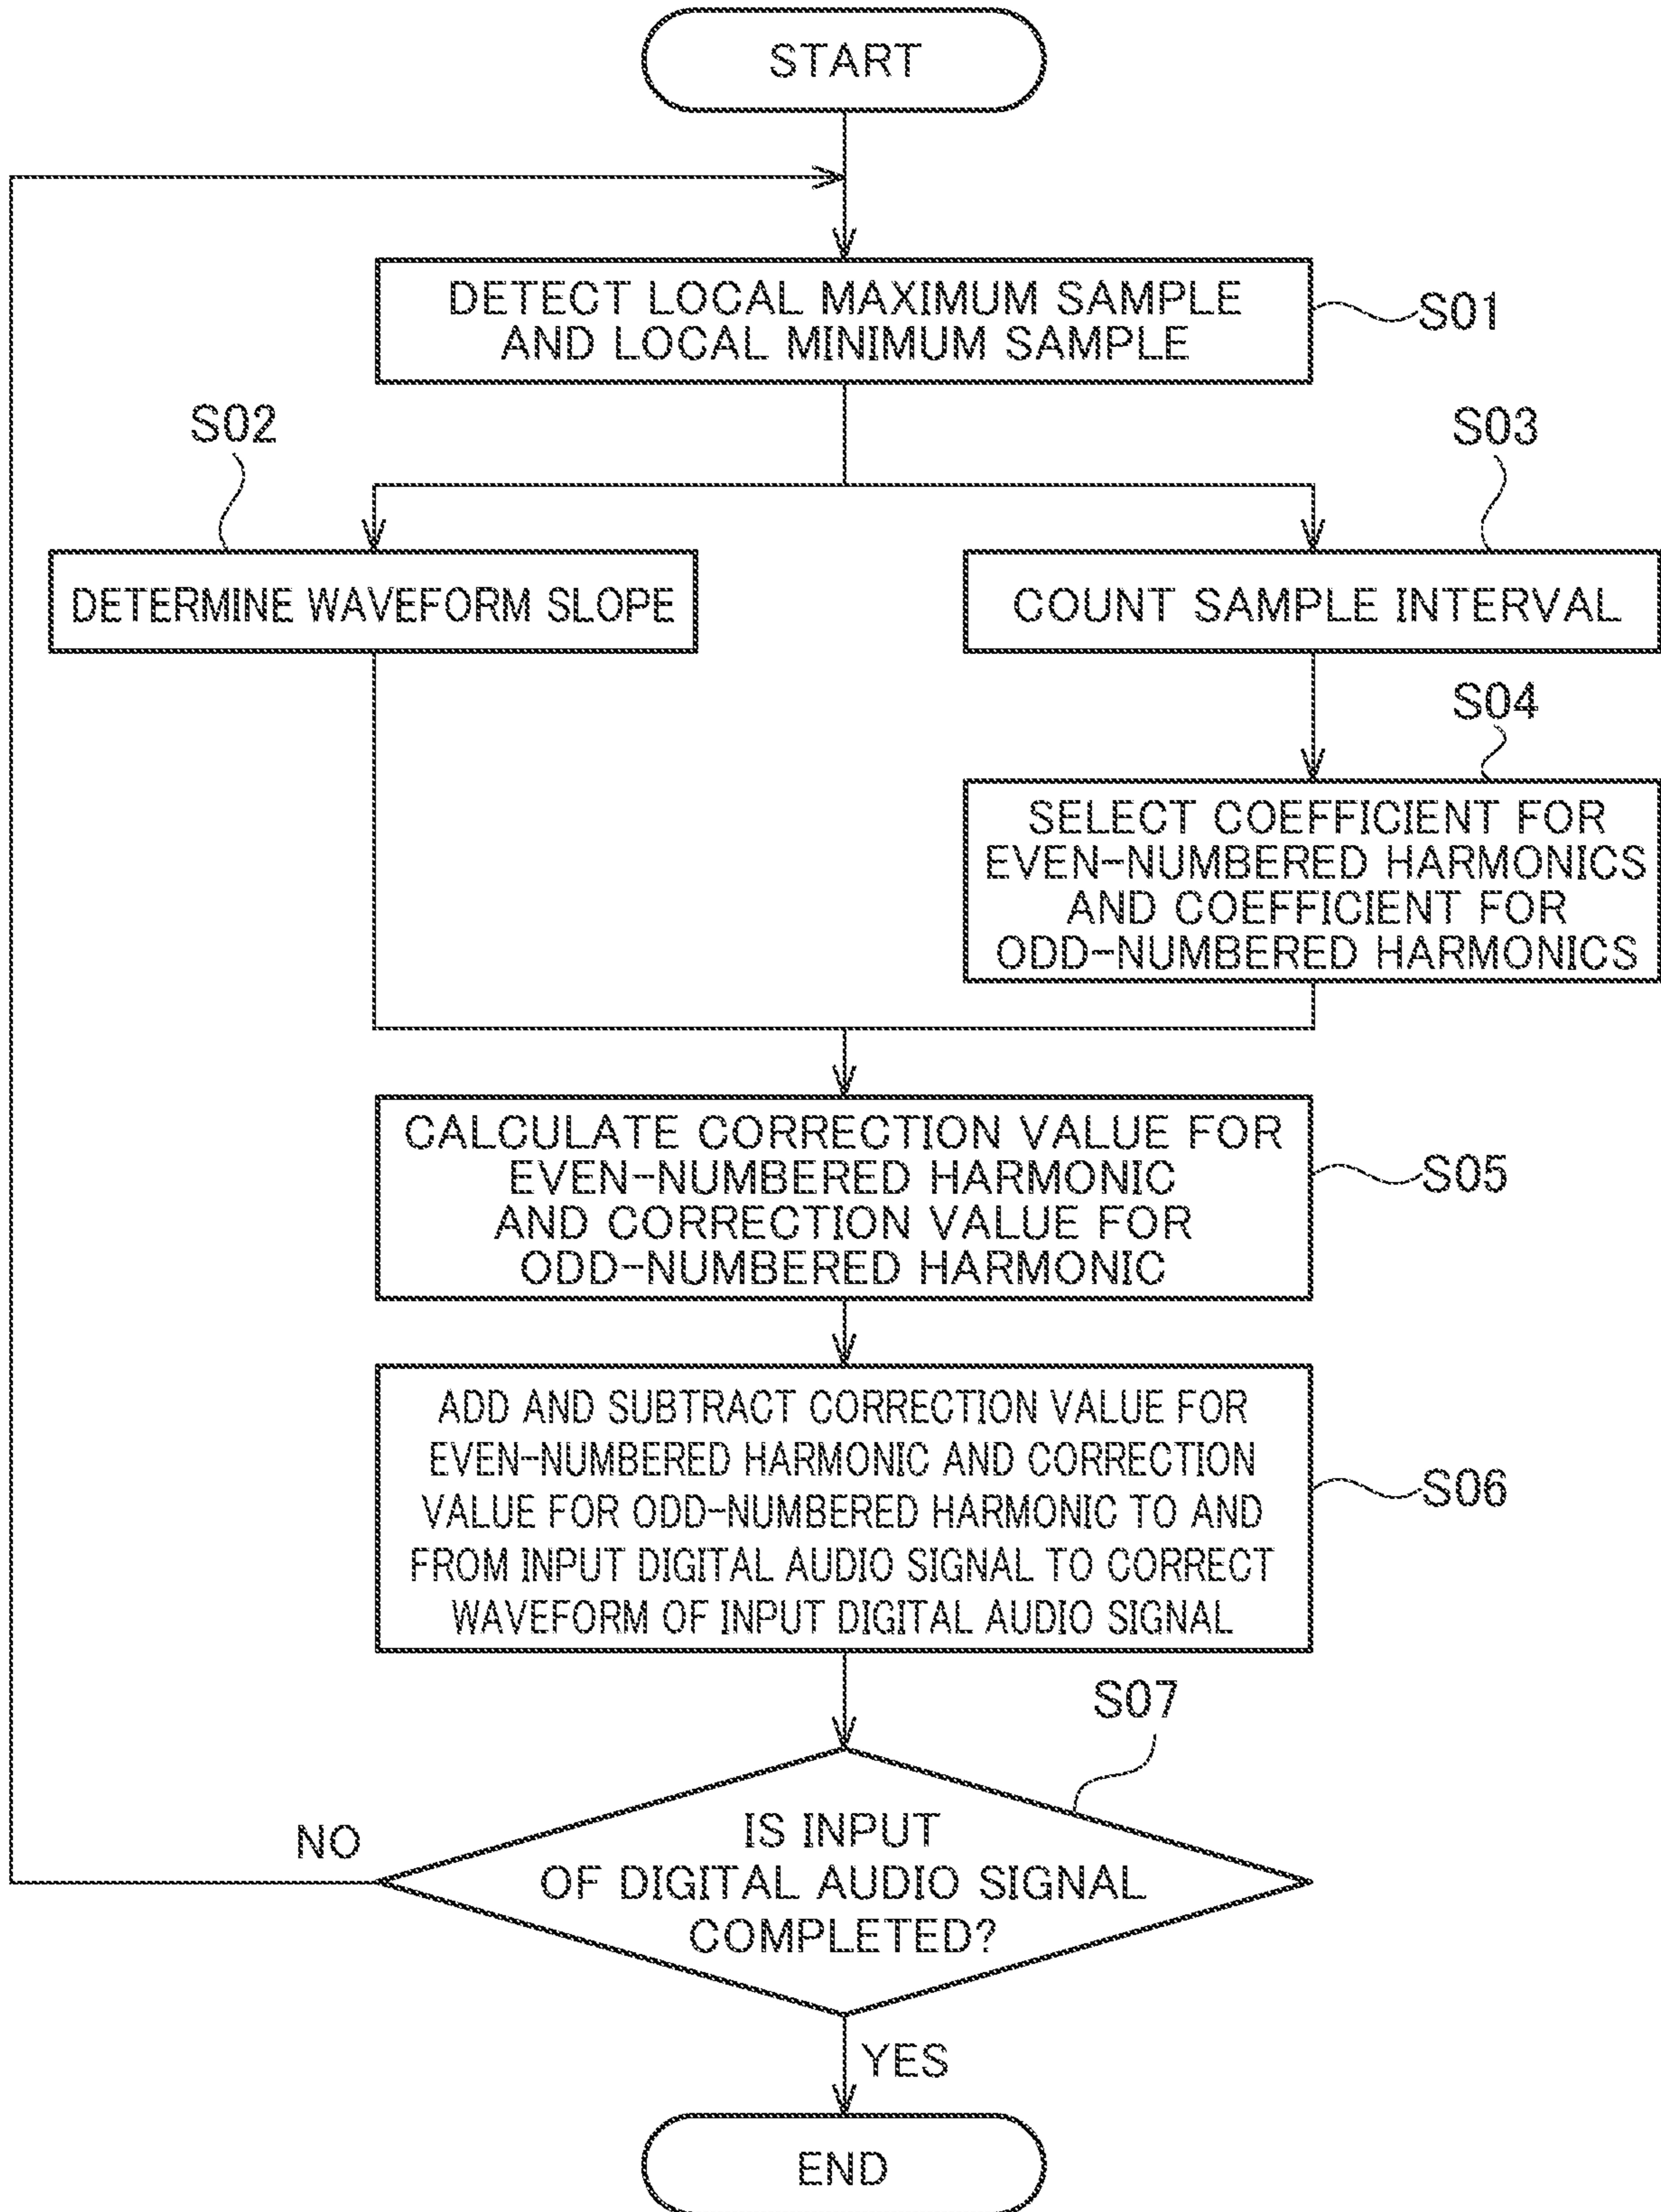 START
DETECT LOCAL MAXIMUM SAMPLE
AND LOCAL MINIMUM SAMPLE
S01
S02
S03
DETERMINE WAVEFORM SLOPE
COUNT SAMPLE INTERVAL
S04
SELECT COEFFICIENT FOR
EVEN-NUMBERED HARMONICS
AND COEFFICIENT FOR
ODD-NUMBERED HARMONICS
CALCULATE CORRECTION VALUE FOR
EVEN-NUMBERED HARMONIC
AND CORRECTION VALUE FOR
ODD-NUMBERED HARMONIC
S05
ADD AND SUBTRACT CORRECTION VALUE FOR
EVEN-NUMBERED HARMONIC AND CORRECTION
VALUE FOR ODD-NUMBERED HARMONIC TO AND
FROM INPUT DIGITAL AUDIO SIGNAL TO CORRECT
WAVEFORM OF INPUT DIGITAL AUDIO SIGNAL
S06
S07
IS INPUT
OF DIGITAL AUDIO SIGNAL
COMPLETED?
NO
YES
END